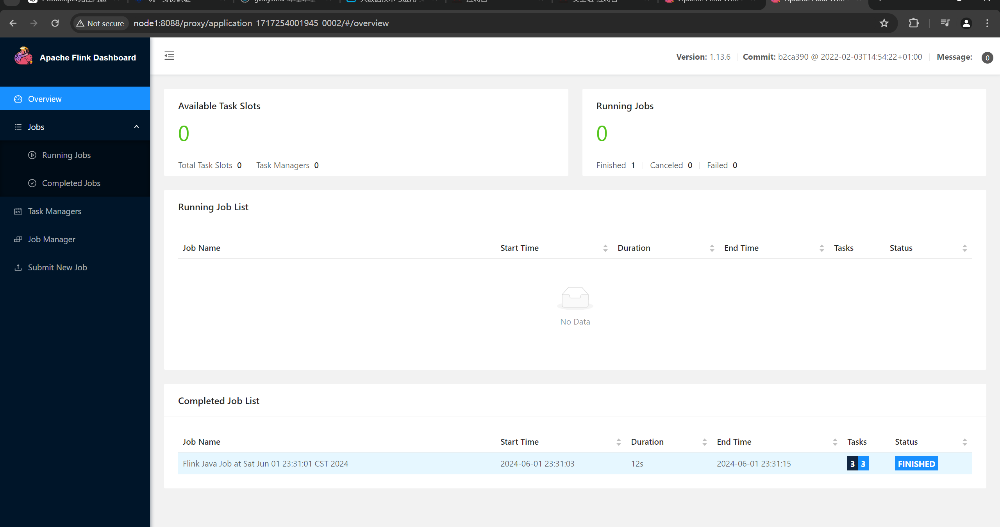 Not secure
node1:8088/proxy/application_1717254001945_0002/#/overview
Apache Flink Dashboard
Version: 1.13.6
Commit: b2ca390 @ 2022-02-03T14:54:22+01:00
Message: 0
Overview
Jobs
Running Jobs
Completed Jobs
Task Managers
Job Manager
Submit New Job
Available Task Slots
0
Total Task Slots 0
Task Managers 0
Running Jobs
0
Finished 1
Canceled 0
Failed 0
Running Job List
Job Name Start Time Duration End Time Tasks Status
No Data
Completed Job List
Job Name Start Time Duration End Time Tasks Status
Flink Java Job at Sat Jun 01 23:31:01 CST 2024 2024-06-01 23:31:03 12s 2024-06-01 23:31:15 3 3 FINISHED